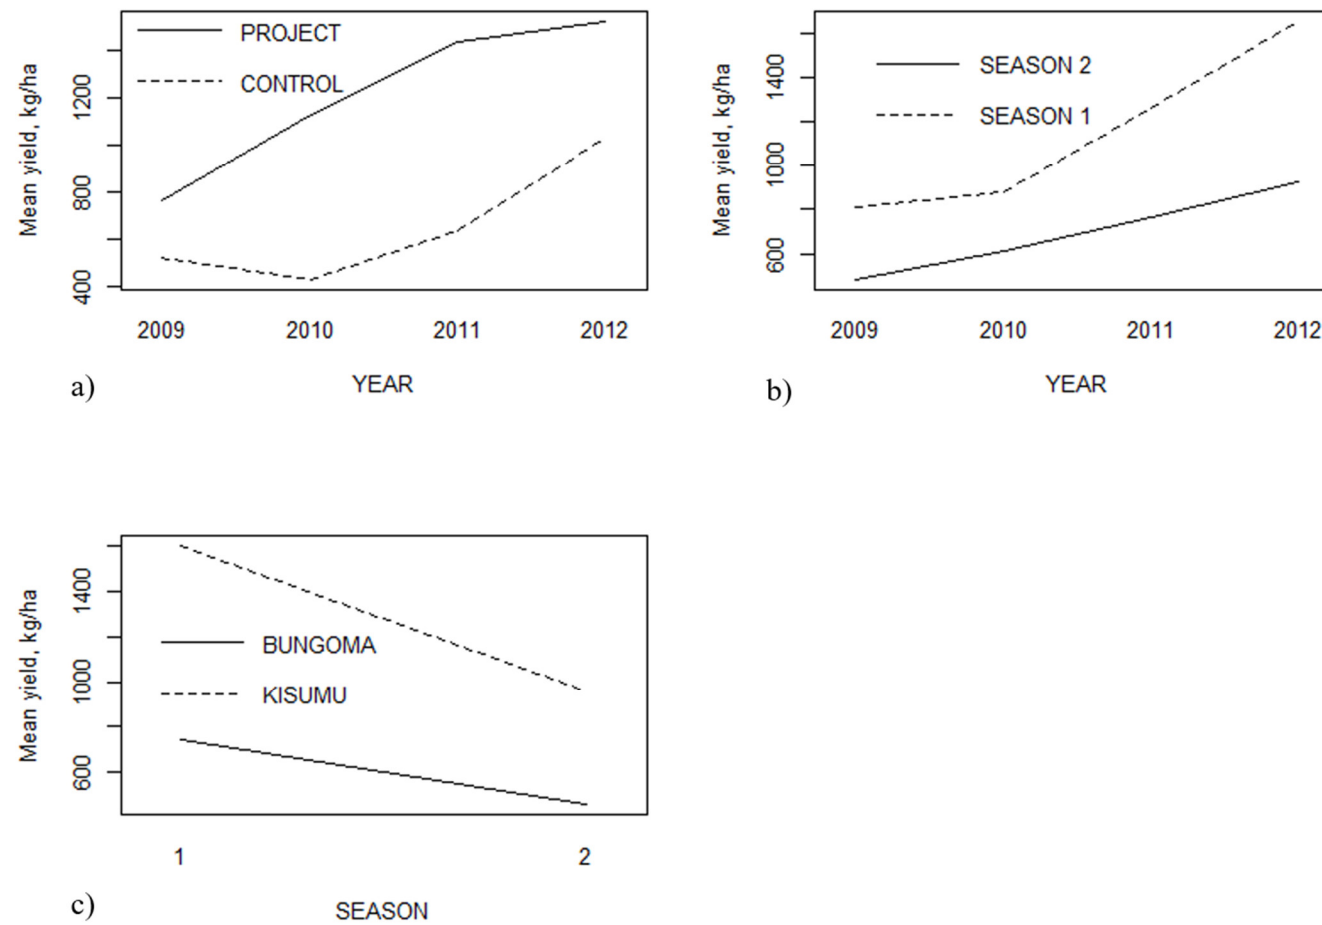 PROJECT
CONTROL
Mean yield, kg/ha
1200
800
400
2009 2010 2011 2012
YEAR
a)
SEASON 2
SEASON 1
Mean yield, kg/ha
1400
1000
600
2009 2010 2011 2012
YEAR
b)
BUNGOMA
KISUMU
Mean yield, kg/ha
1400
1000
600
1 2
SEASON
c)